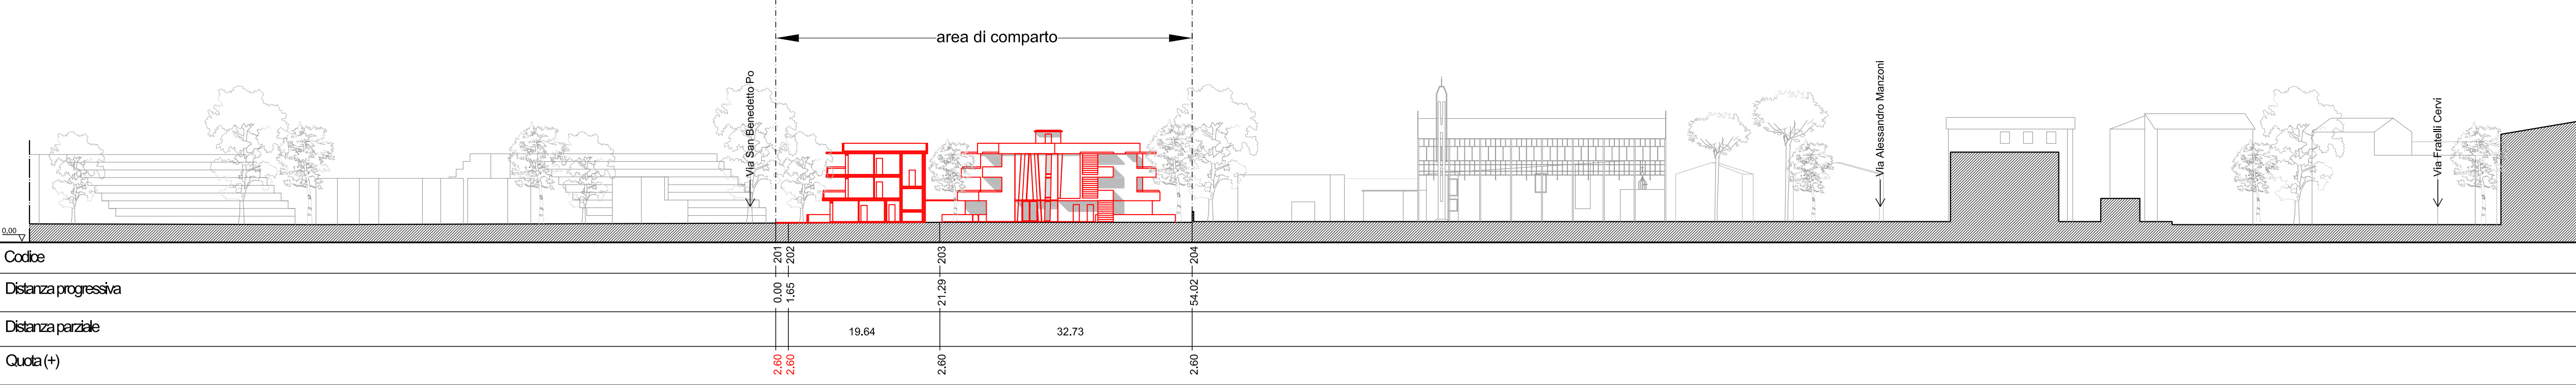 area di comparto
Via San Benedetto Po
Via Alessandro Manzoni
Via Fratelli Cervi
0,00
Codice 201 202 203 204
Distanza progressiva 0.00 1.65 21.29 54.02
Distanza parziale 19.64 32.73
Quota (+) 2.60 2.60 2.60 2.60